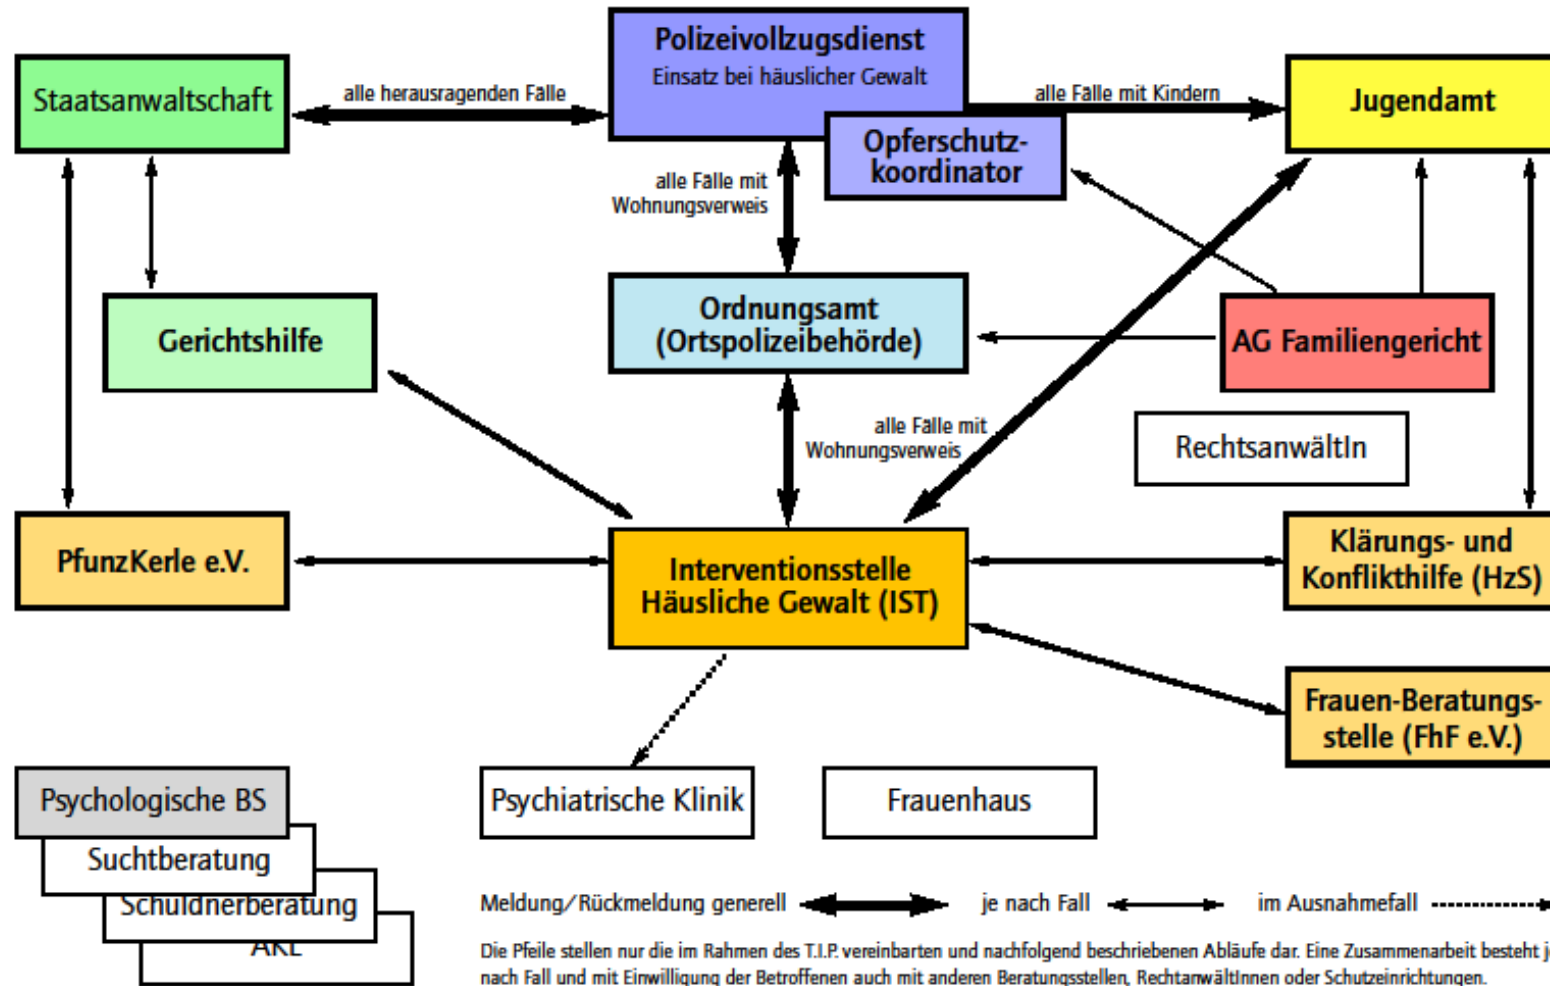 Polizeivollzugsdienst
Einsatz bei häuslicher Gewalt
Staatsanwaltschaft
alle herausragenden Fälle
alle Fälle mit Kindern
Jugendamt
Opferschutz-
koordinator
alle Fälle mit
Wohnungsverweis
Ordnungsamt
(Ortspolizeibehörde)
Gerichtshilfe
AG Familiengericht
alle Fälle mit
Wohnungsverweis
RechtsanwältIn
PfunzKerle e.V.
Interventionsstelle
Häusliche Gewalt (IST)
Klärungs- und
Konflikthilfe (HzS)
Frauen-Beratungs-
stelle (FhF e.V.)
Psychologische BS
Suchtberatung
Schuldnerberatung
AKL
Psychiatrische Klinik
Frauenhaus
Meldung/Rückmeldung generell
je nach Fall
im Ausnahmefall
Die Pfeile stellen nur die im Rahmen des T.I.P. vereinbarten und nachfolgend beschriebenen Abläufe dar. Eine Zusammenarbeit besteht je
nach Fall und mit Einwilligung der Betroffenen auch mit anderen Beratungsstellen, RechtanwältInnen oder Schutzeinrichtungen.